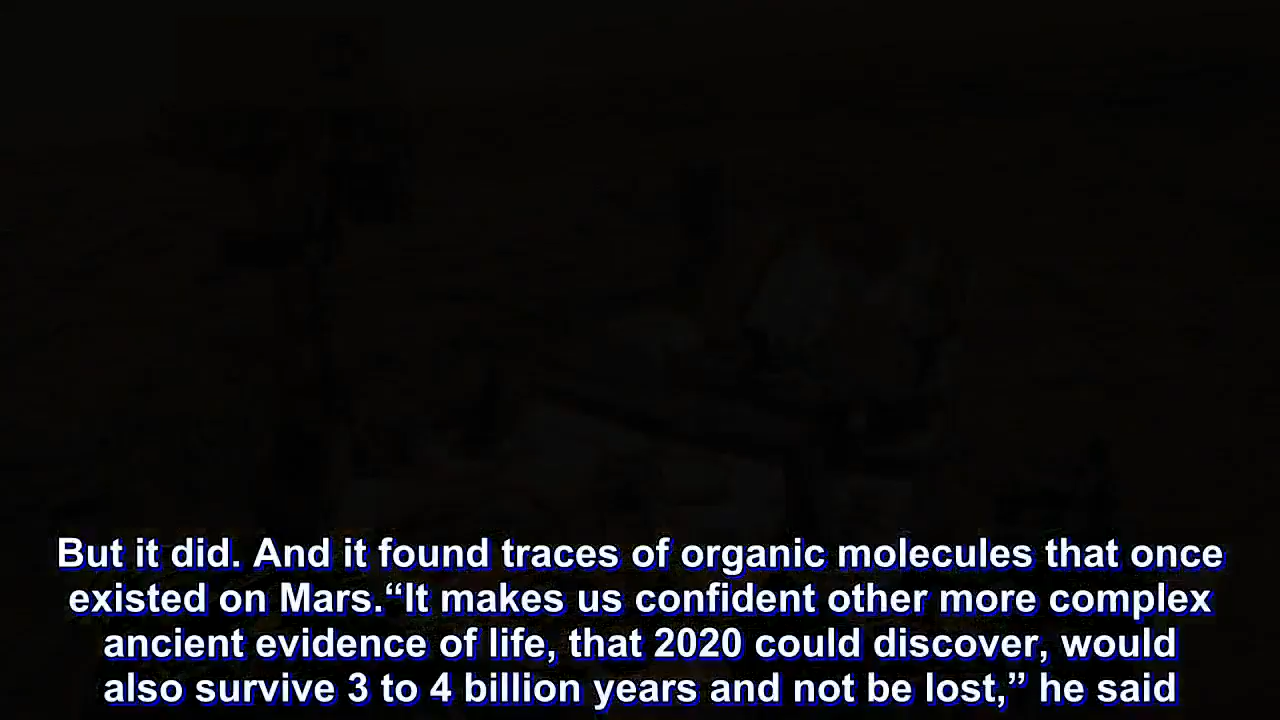 But it did. And it found traces of organic molecules that once
existed on Mars.“It makes us confident other more complex
ancient evidence of life, that 2020 could discover, would
also survive 3 to 4 billion years and not be lost,” he said